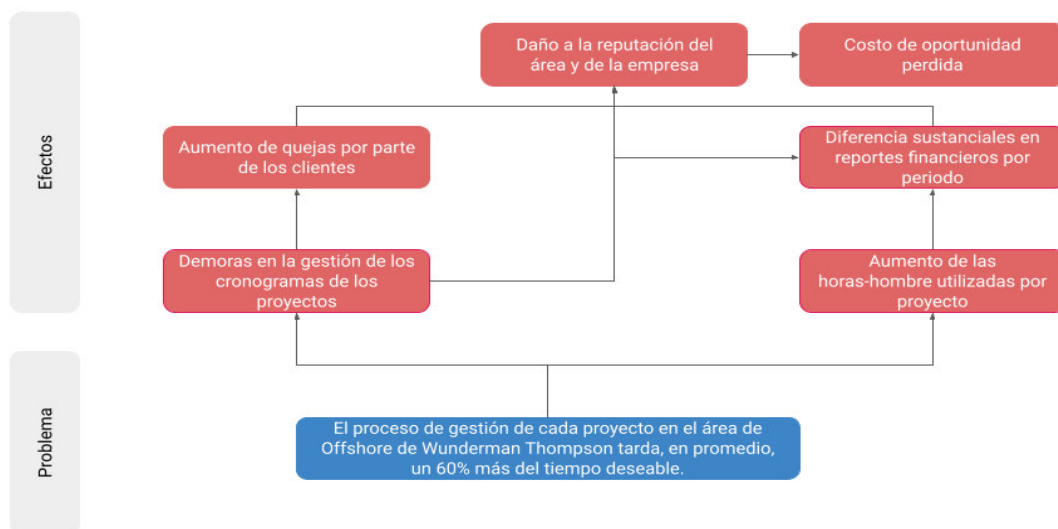 Efectos
Daño a la reputación del
área y de la empresa
Costo de oportunidad
perdida
Aumento de quejas por parte
de los clientes
Diferencia sustanciales en
reportes financieros por
periodo
Demoras en la gestión de los
cronogramas de los
proyectos
Aumento de las
horas-hombre utilizadas por
proyecto
Problema
El proceso de gestión de cada proyecto en el área de
Offshore de Wunderman Thompson tarda, en promedio,
un 60% más del tiempo deseable.